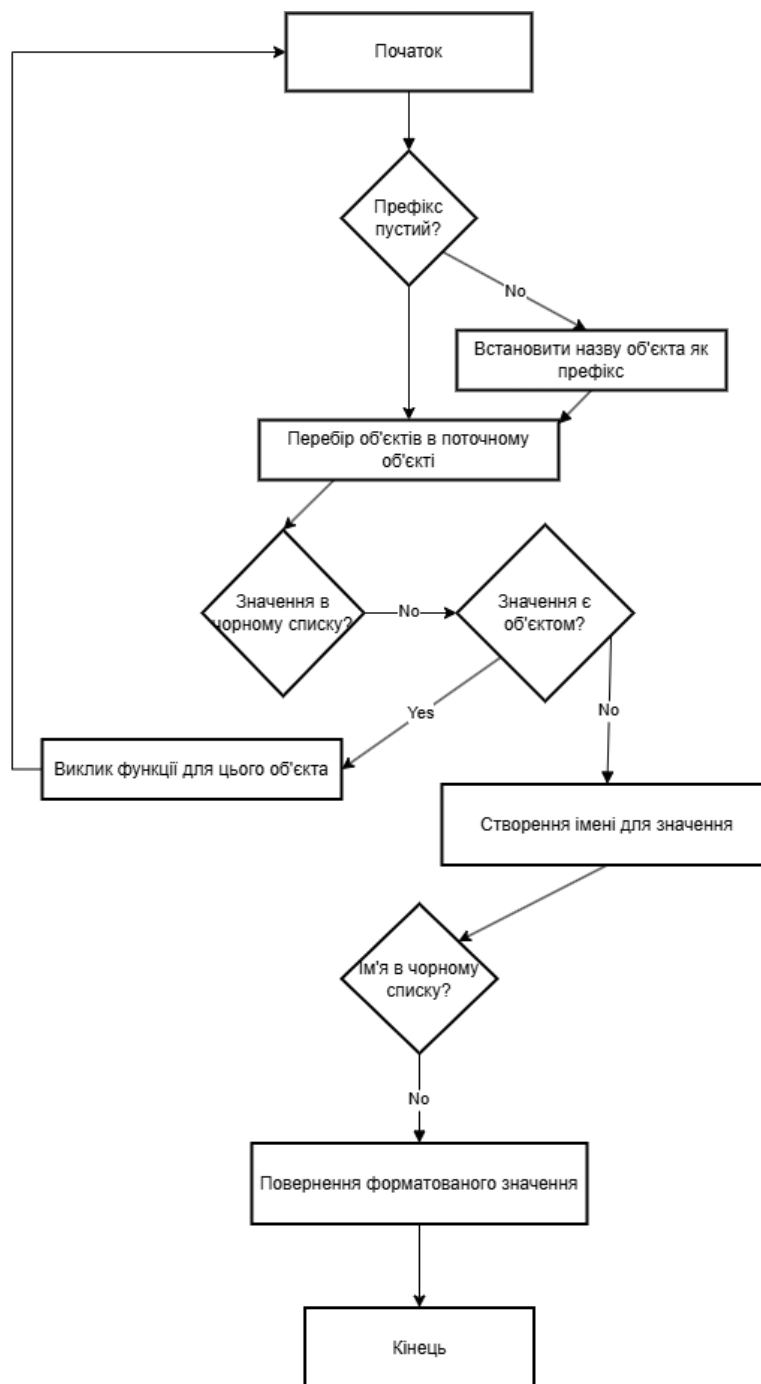 Початок
Префікс
пустий?
No
Встановити назву об'єкта як
префікс
Перебір об'єктів в поточному
об'єкті
Значення в
чорному списку?
No
Значення є
об'єктом?
Yes
No
Виклик функції для цього об'єкта
Створення імені для значення
Ім'я в чорному
списку?
No
Повернення форматованого значення
Кінець